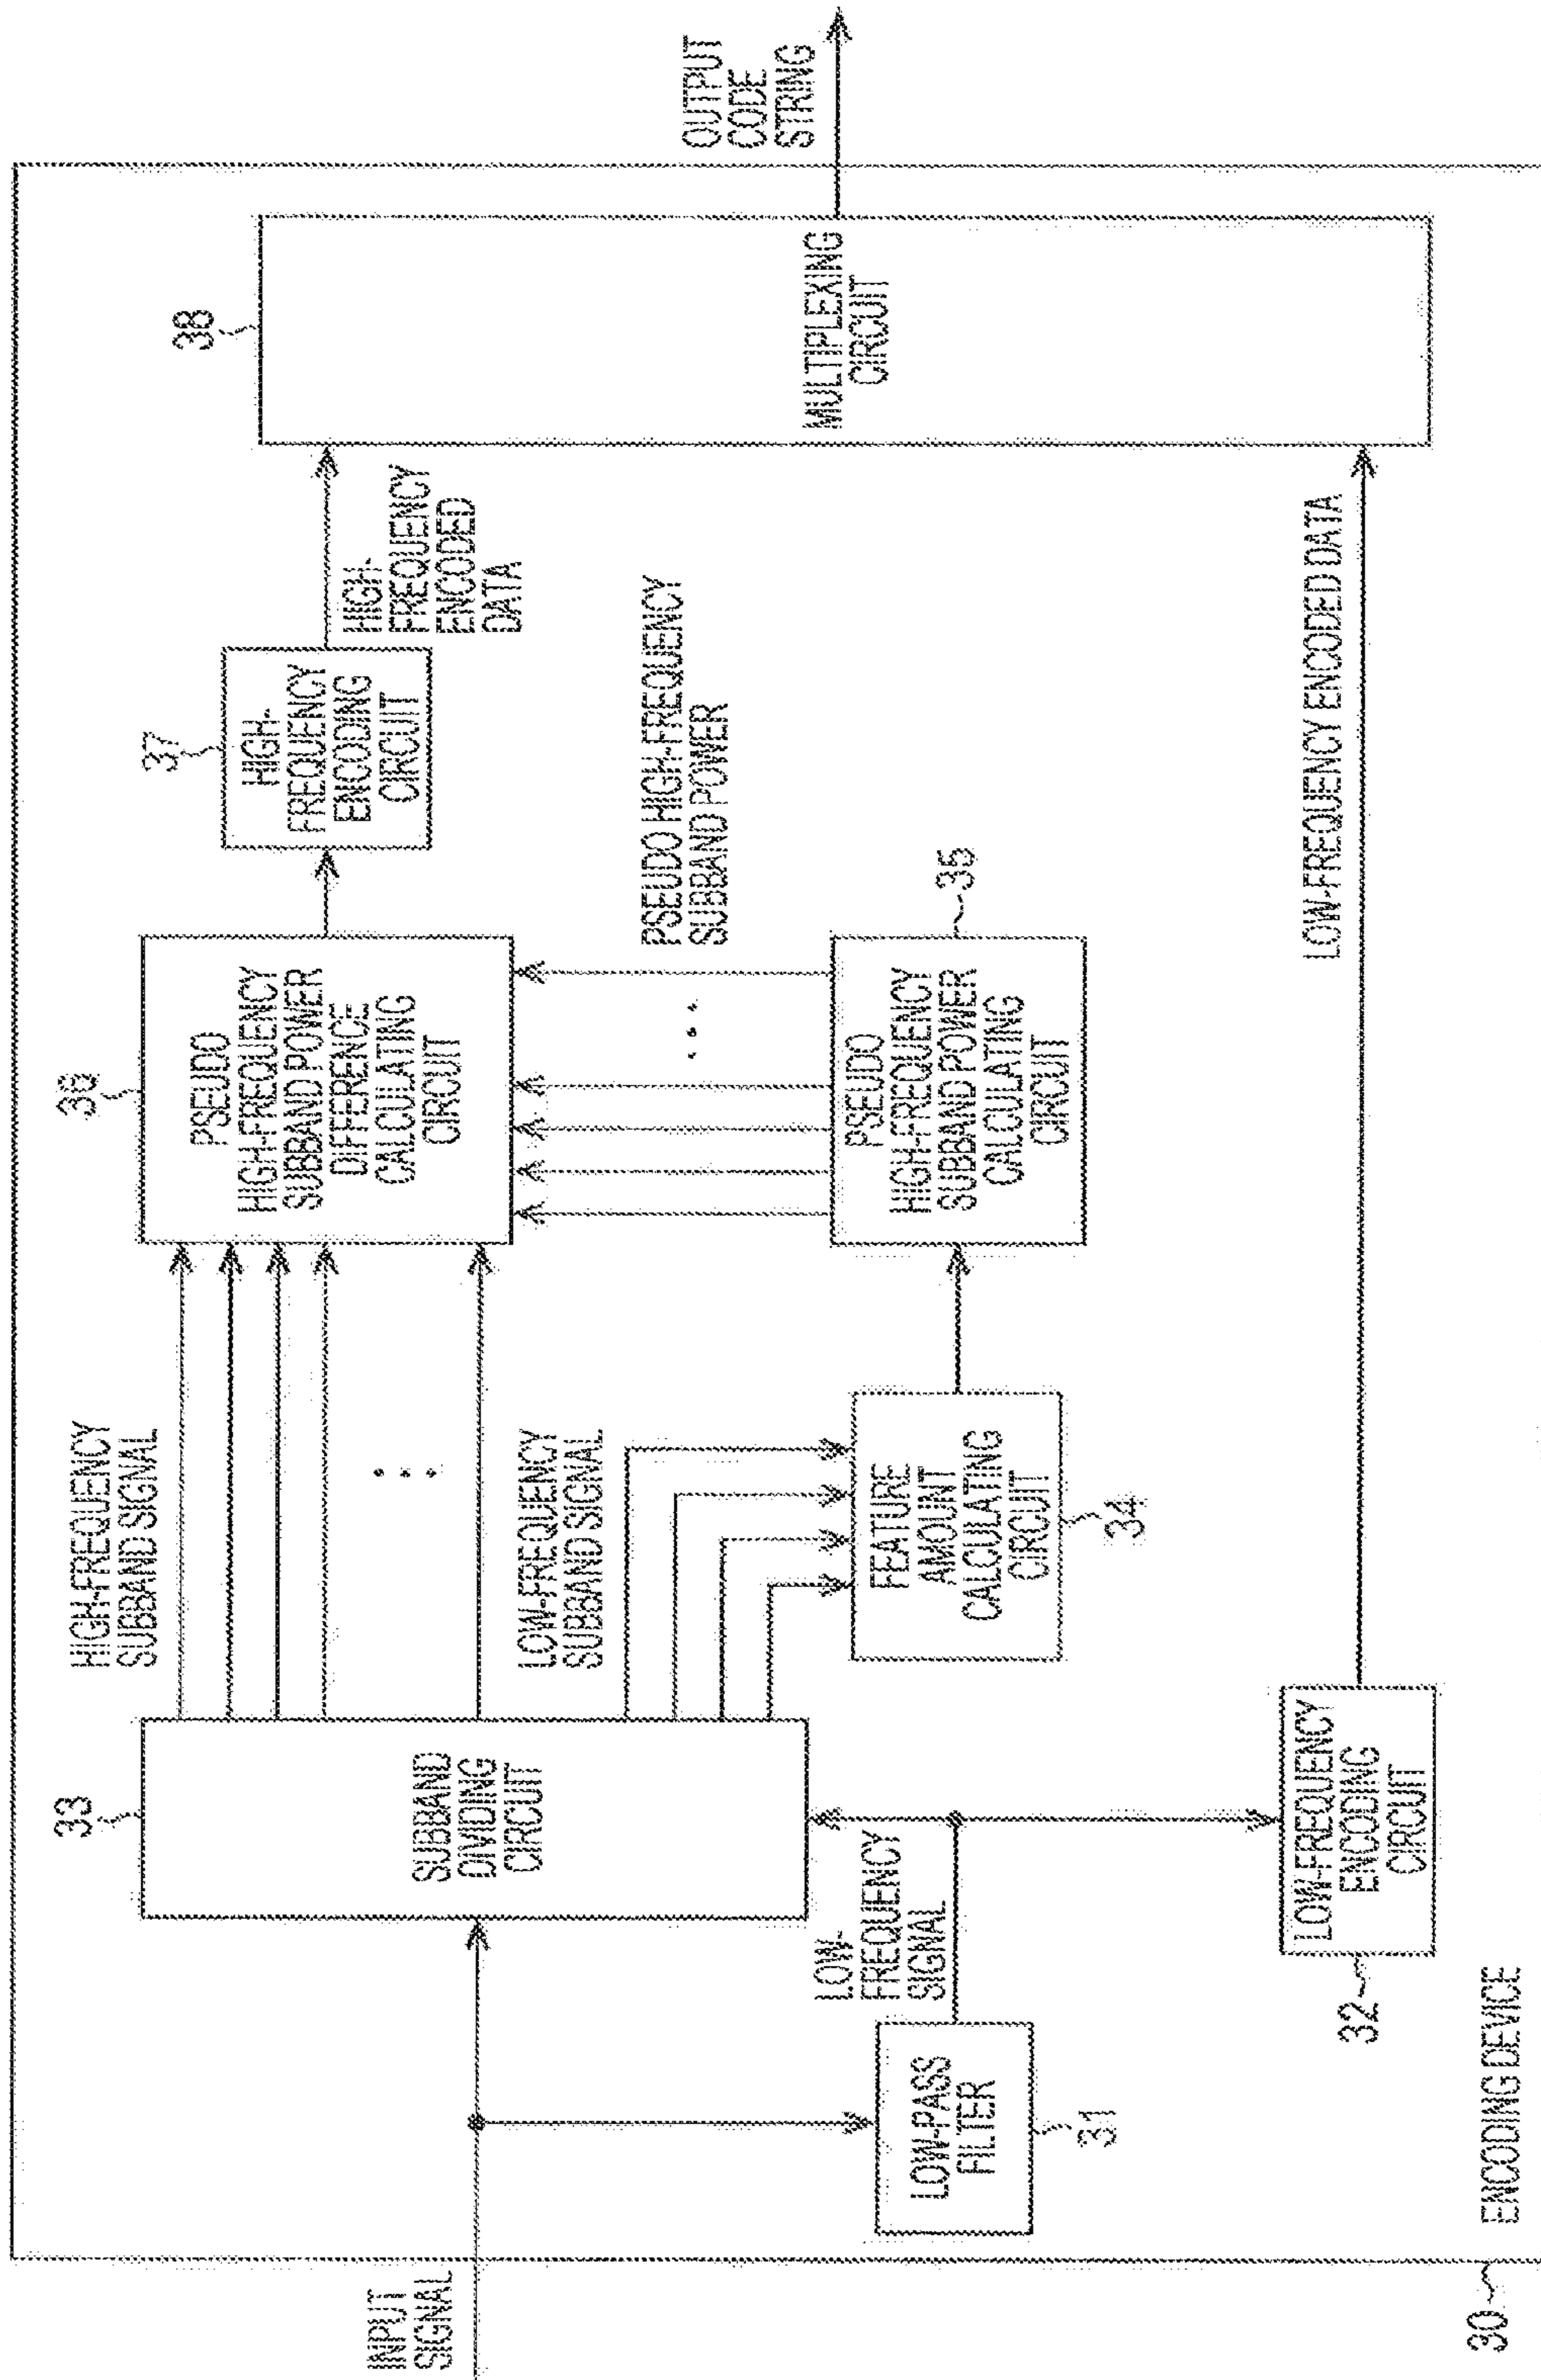 INPUT
SIGNAL
30
ENCODING DEVICE
31
LOW-PASS
FILTER
LOW-
FREQUENCY
SIGNAL
32
LOW-FREQUENCY
ENCODING
CIRCUIT
33
SUBBAND
DIVIDING
CIRCUIT
HIGH-FREQUENCY
SUBBAND SIGNAL
...
LOW-FREQUENCY
SUBBAND SIGNAL
FEATURE
AMOUNT
CALCULATING
CIRCUIT
34
36
PSEUDO
HIGH-FREQUENCY
SUBBAND POWER
DIFFERENCE
CALCULATING
CIRCUIT
PSEUDO HIGH-FREQUENCY
SUBBAND POWER
...
35
PSEUDO
HIGH-FREQUENCY
SUBBAND POWER
CALCULATING
CIRCUIT
37
HIGH-
FREQUENCY
ENCODING
CIRCUIT
HIGH-
FREQUENCY
ENCODED
DATA
LOW-FREQUENCY ENCODED DATA
38
MULTIPLEXING
CIRCUIT
OUTPUT
CODE
STRING